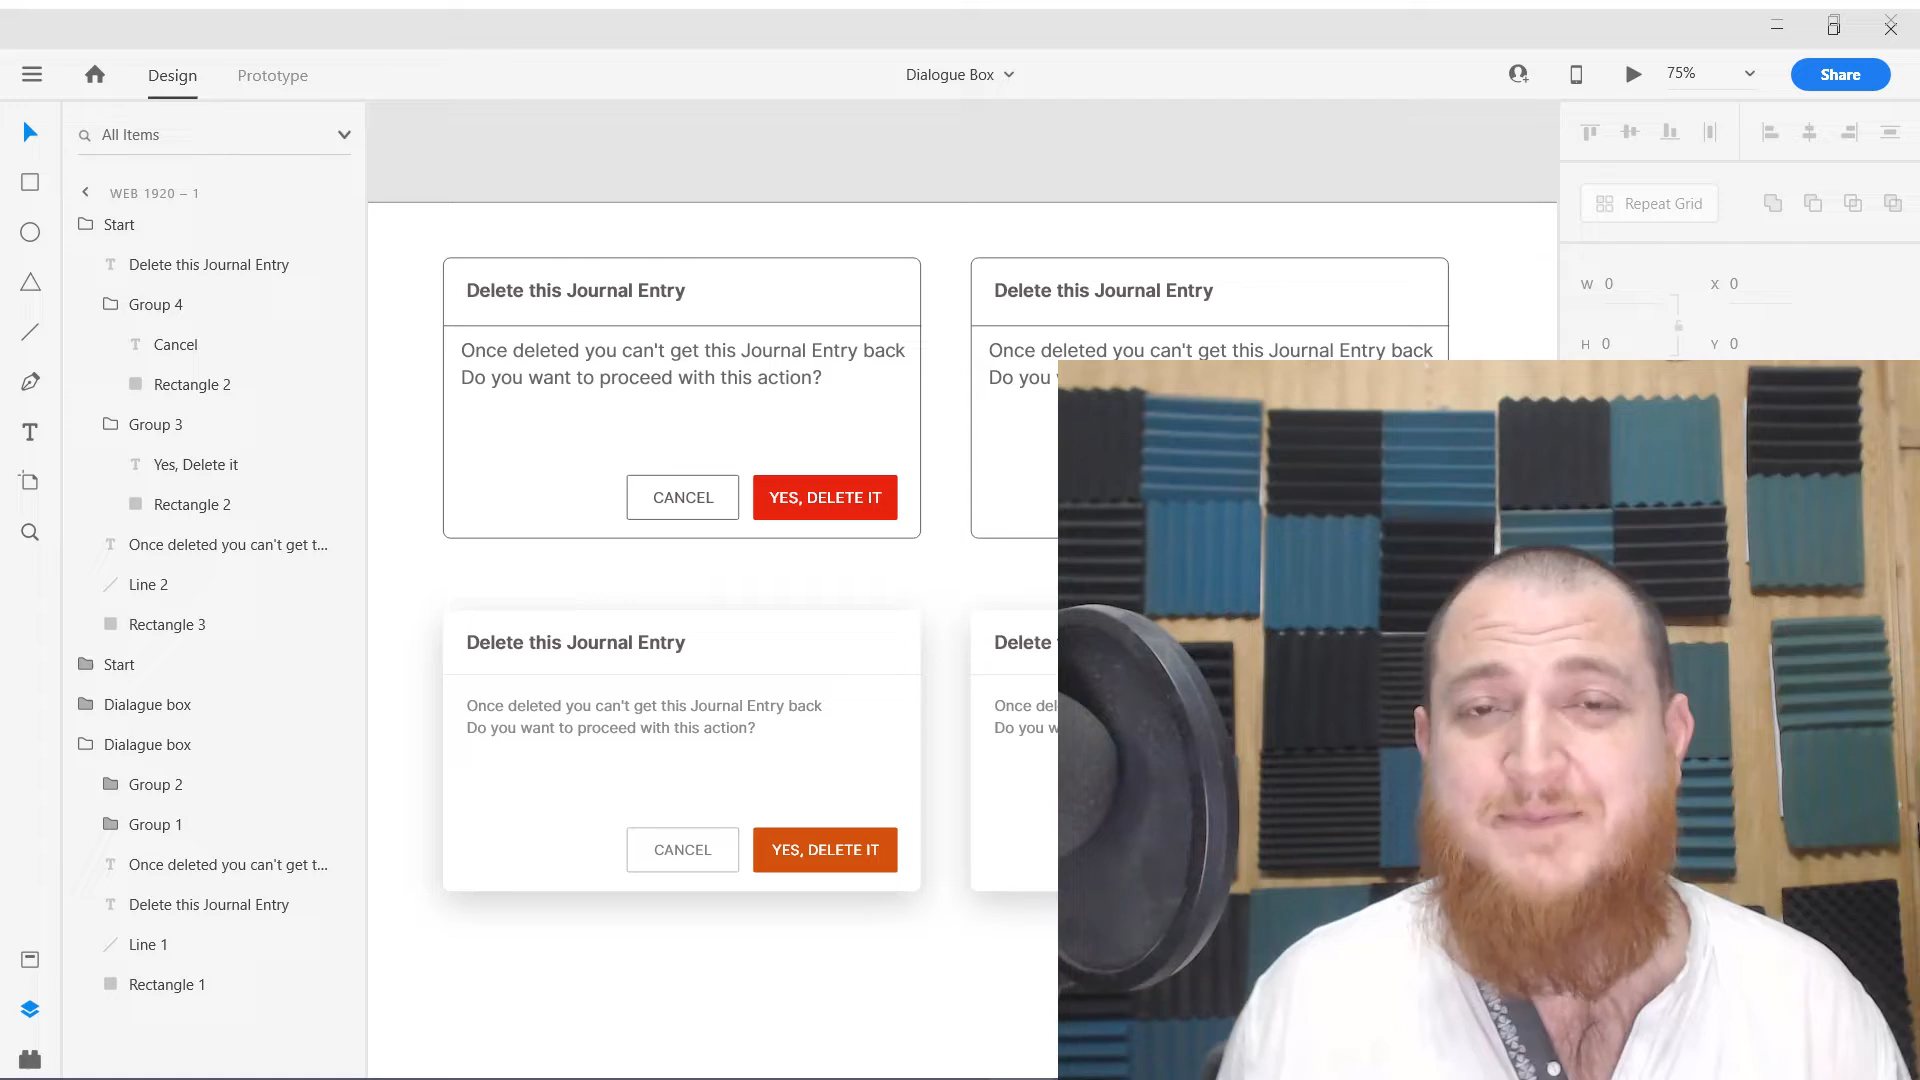 Design
Prototype
Dialogue Box
75%
Share
All Items
WEB 1920 – 1
Start
Delete this Journal Entry
Group 4
Cancel
Rectangle 2
Group 3
Yes, Delete it
Rectangle 2
Once deleted you can't get t...
Line 2
Rectangle 3
Start
Dialague box
Dialague box
Group 2
Group 1
Once deleted you can't get t...
Delete this Journal Entry
Line 1
Rectangle 1
Delete this Journal Entry
Once deleted you can't get this Journal Entry back
Do you want to proceed with this action?
CANCEL
YES, DELETE IT
Delete this Journal Entry
Once deleted you can't get this Journal Entry back
Do you
Delete this Journal Entry
Once deleted you can't get this Journal Entry back
Do you want to proceed with this action?
CANCEL
YES, DELETE IT
Delete
Once del
Do you w
Repeat Grid
W 0
X 0
H 0
Y 0